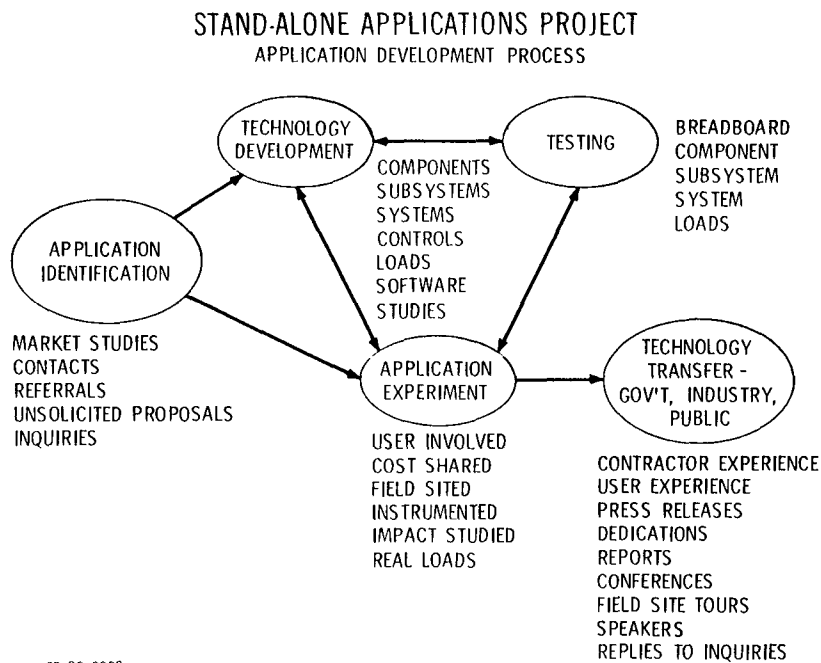 STAND-ALONE APPLICATIONS PROJECT
APPLICATION DEVELOPMENT PROCESS
TECHNOLOGY
DEVELOPMENT
TESTING
BREADBOARD
COMPONENT
SUBSYSTEM
SYSTEM
LOADS
COMPONENTS
SUBSYSTEMS
SYSTEMS
CONTROLS
LOADS
SOFTWARE
STUDIES
APPLICATION
IDENTIFICATION
MARKET STUDIES
CONTACTS
REFERRALS
UNSOLICITED PROPOSALS
INQUIRIES
APPLICATION
EXPERIMENT
USER INVOLVED
COST SHARED
FIELD SITED
INSTRUMENTED
IMPACT STUDIED
REAL LOADS
TECHNOLOGY
TRANSFER -
GOV'T, INDUSTRY,
PUBLIC
CONTRACTOR EXPERIENCE
USER EXPERIENCE
PRESS RELEASES
DEDICATIONS
REPORTS
CONFERENCES
FIELD SITE TOURS
SPEAKERS
REPLIES TO INQUIRIES